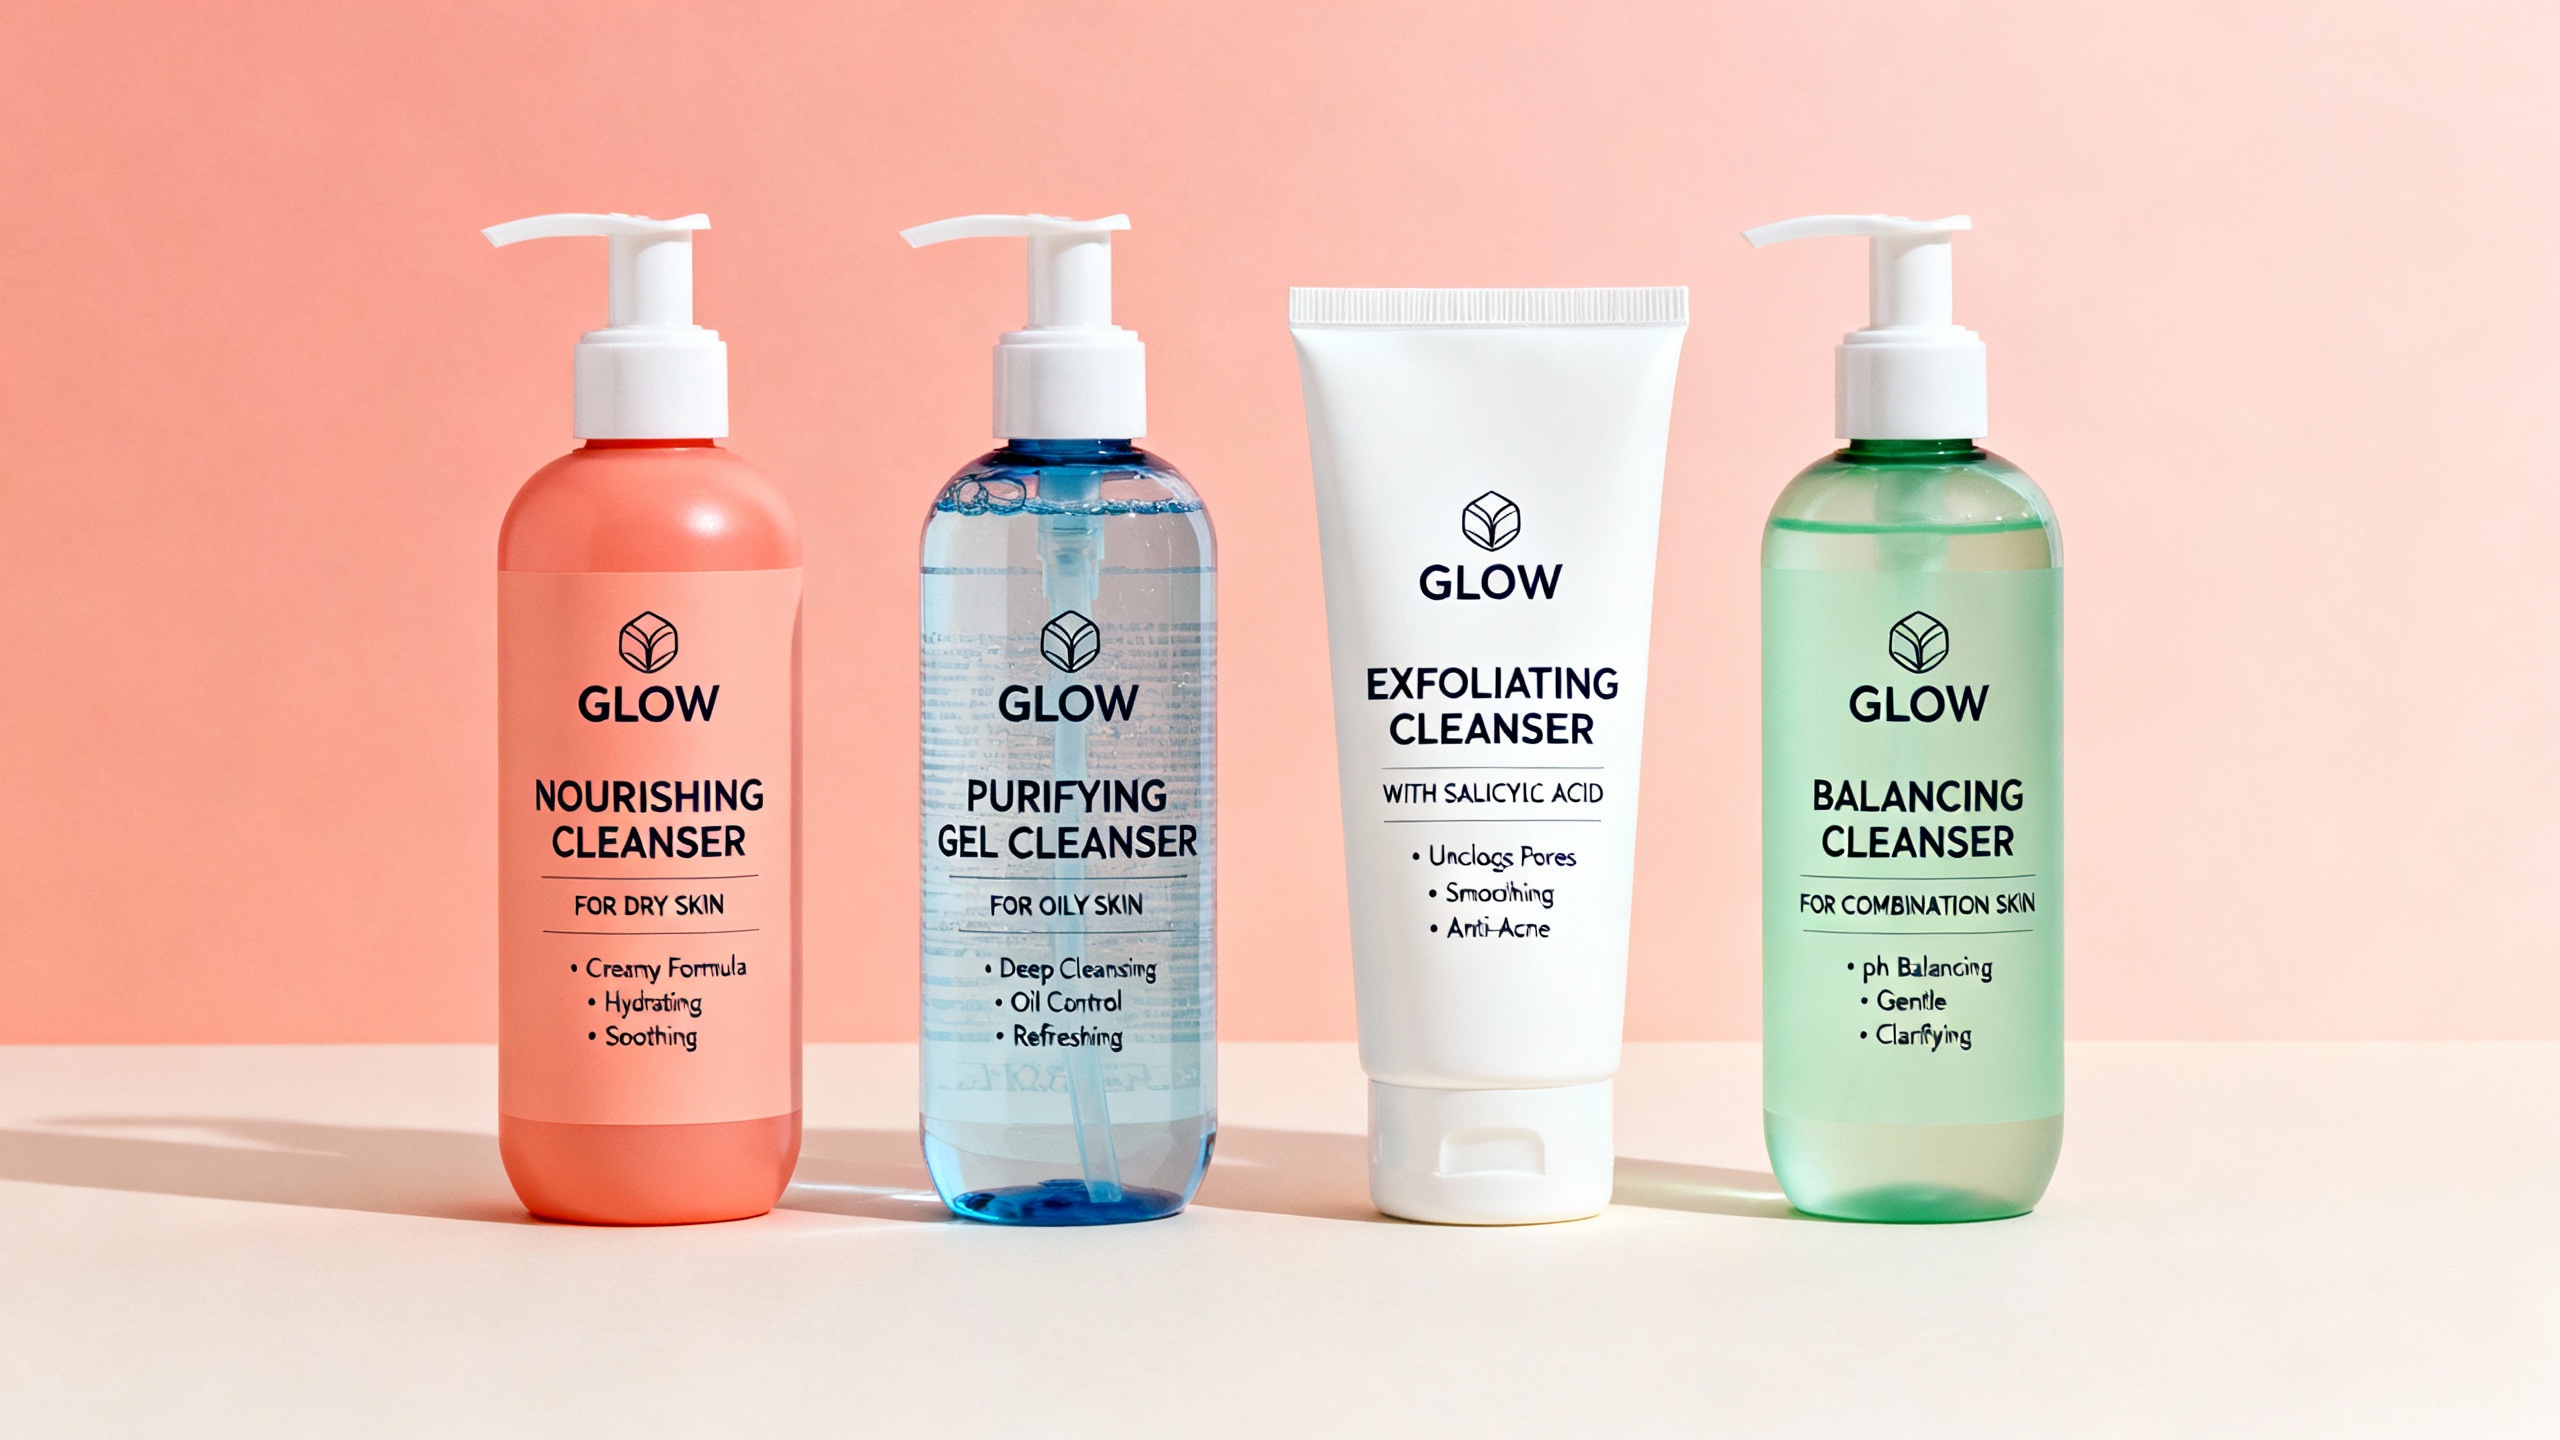 GLOW
NOURISHING
CLEANSER
FOR DRY SKIN
• Creamy Formula
• Hydrating
• Soothing
GLOW
PURIFYING
GEL CLEANSER
FOR OILY SKIN
• Deep Cleansing
• Oil Control
• Refreshing
GLOW
EXFOLIATING
CLEANSER
WITH SALICYLIC ACID
• Unclogs Pores
• Smoothing
• Anti-Acne
GLOW
BALANCING
CLEANSER
FOR COMBINATION SKIN
• ph Balancing
• Gentle
• Clarifying